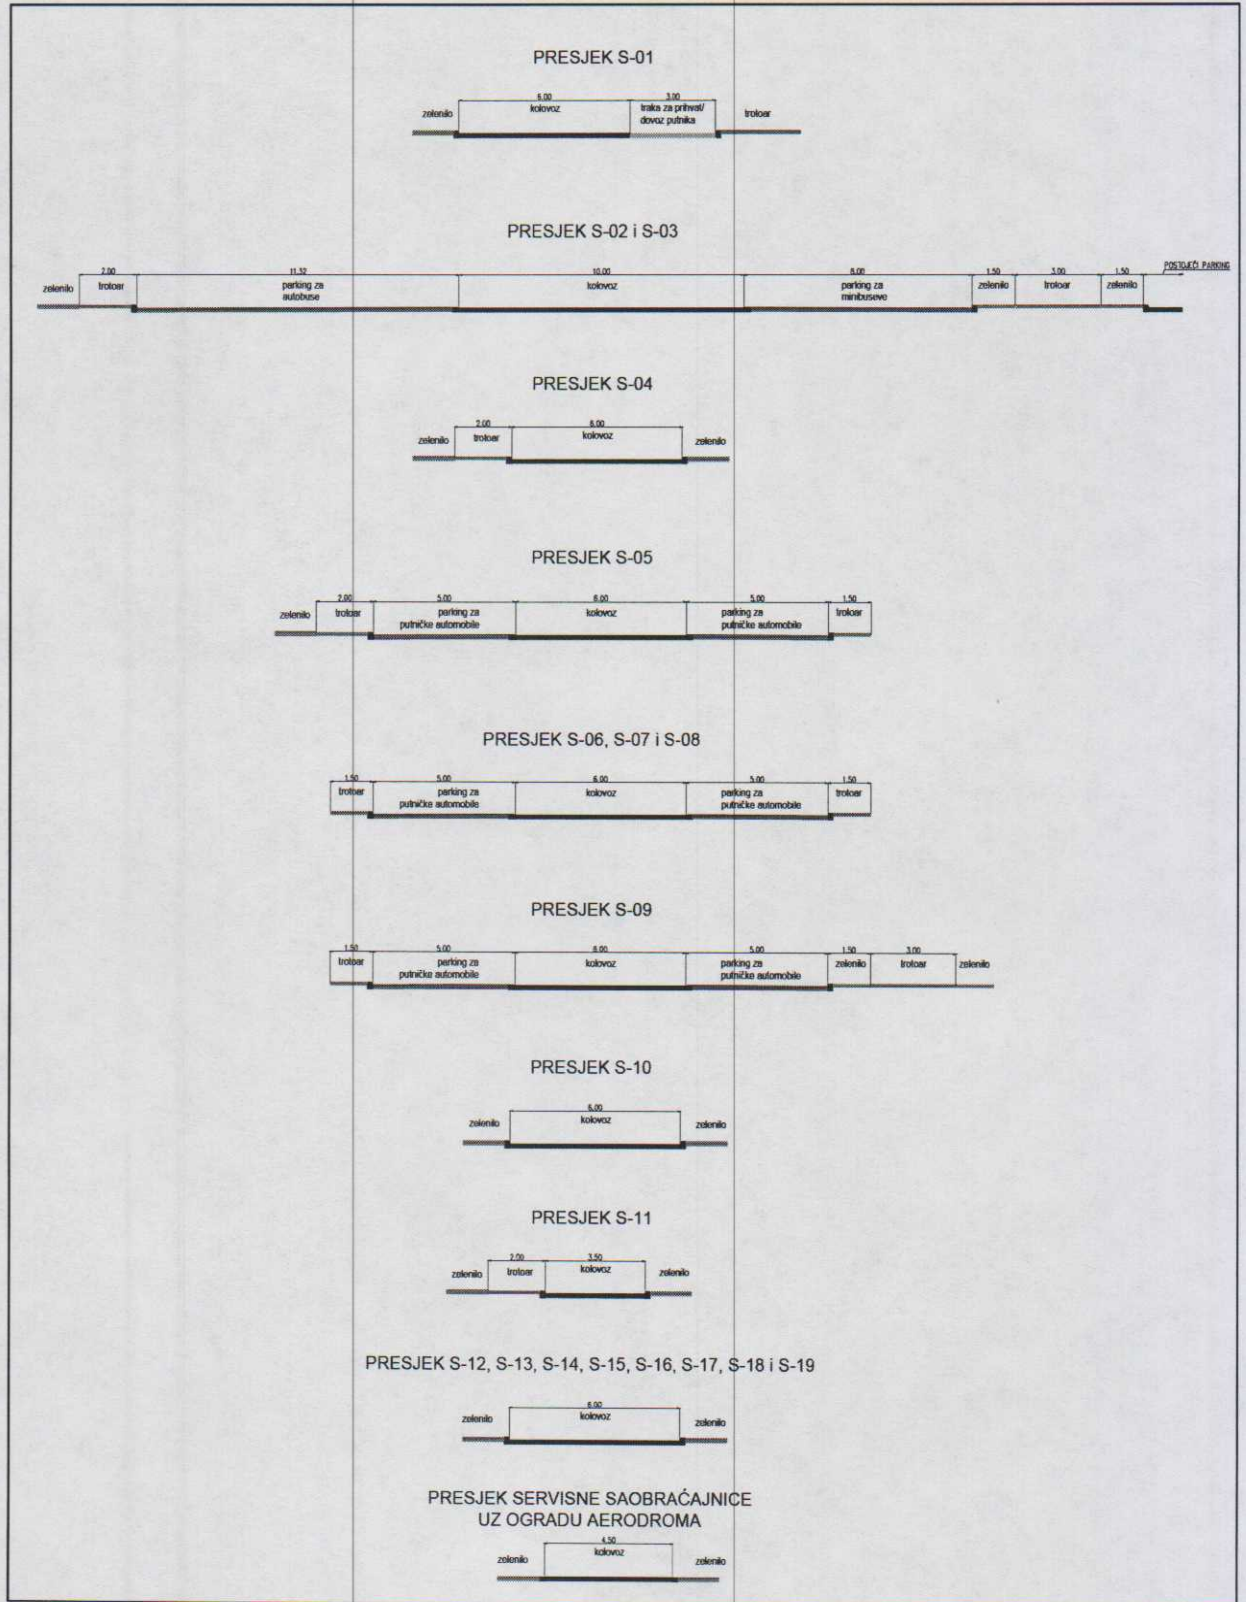 PRESJEK S-01
6.00 3.00
zelenilo kolovoz traka za prihvat/
dovoz putnika trotoar
PRESJEK S-02 i S-03
2.00 11.52 10.00 8.00 1.50 3.00 1.50 POSTOJEĆI PARKING
zelenilo trotoar parking za kolovoz parking za zelenilo trotoar zelenilo
autobuse minibuseve
PRESJEK S-04
2.00 6.00
zelenilo trotoar kolovoz zelenilo
PRESJEK S-05
2.00 5.00 6.00 5.00 1.50
zelenilo trotoar parking za kolovoz parking za trotoar
putničke automobile putničke automobile
PRESJEK S-06, S-07 i S-08
1.50 5.00 6.00 5.00 1.50
trotoar parking za kolovoz parking za trotoar
putničke automobile putničke automobile
PRESJEK S-09
1.50 5.00 6.00 5.00 1.50 3.00
trotoar parking za kolovoz parking za zelenilo trotoar zelenilo
putničke automobile putničke automobile
PRESJEK S-10
6.00
zelenilo kolovoz zelenilo
PRESJEK S-11
2.00 3.50
zelenilo trotoar kolovoz zelenilo
PRESJEK S-12, S-13, S-14, S-15, S-16, S-17, S-18 i S-19
6.00
zelenilo kolovoz zelenilo
PRESJEK SERVISNE SAOBRAĆAJNICE
UZ OGRADU AERODROMA
4.50
zelenilo kolovoz zelenilo